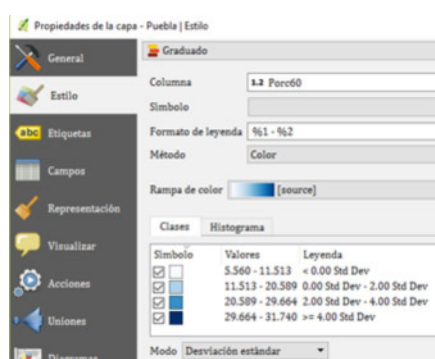 Propiedades de la capa - Puebla | Estilo
General
Estilo
Etiquetas
Campos
Representación
Visualizar
Acciones
Uniones
Diagramas
Graduado
Columna 1.2 Porc60
Símbolo
Formato de leyenda %1 - %2
Método Color
Rampa de color [source]
Clases Histograma
Símbolo Valores Leyenda
5.560 - 11.513 < 0.00 Std Dev
11.513 - 20.589 0.00 Std Dev - 2.00 Std Dev
20.589 - 29.664 2.00 Std Dev - 4.00 Std Dev
29.664 - 31.740 >= 4.00 Std Dev
Modo Desviación estándar